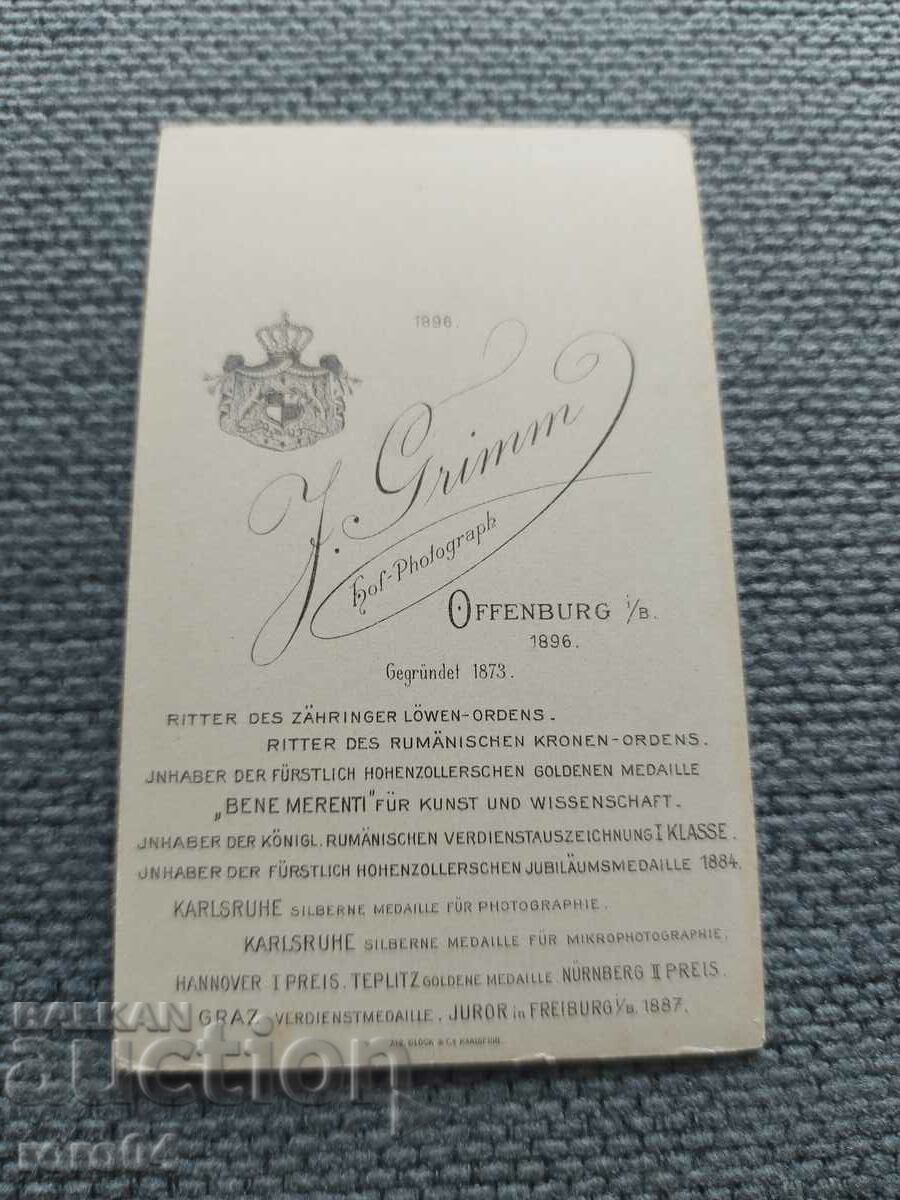 1896.
J. Grimm
Hof-Photograph
OFFENBURG i/B.
1896.
Gegründet 1873.
RITTER DES ZÄHRINGER LÖWEN-ORDENS.
RITTER DES RUMÄNISCHEN KRONEN-ORDENS.
JNHABER DER FÜRSTLICH HOHENZOLLERSCHEN GOLDENEN MEDAILLE
„BENE MERENTI" FÜR KUNST UND WISSENSCHAFT.
JNHABER DER KÖNIGL. RUMÄNISCHEN VERDIENSTAUSZEICHNUNG I KLASSE.
JNHABER DER FÜRSTLICH HOHENZOLLERSCHEN JUBILÄUMSMEDAILLE 1884.
KARLSRUHE SILBERNE MEDAILLE FÜR PHOTOGRAPHIE.
KARLSRUHE SILBERNE MEDAILLE FÜR MIKROPHOTOGRAPHIE.
HANNOVER I PREIS. TEPLITZ GOLDENE MEDAILLE. NÜRNBERG II PREIS.
GRAZ VERDIENSTMEDAILLE. JUROR in FREIBURG i/B. 1887.
GLOCK & Cº KARLSRUHE
BALKAN
auction